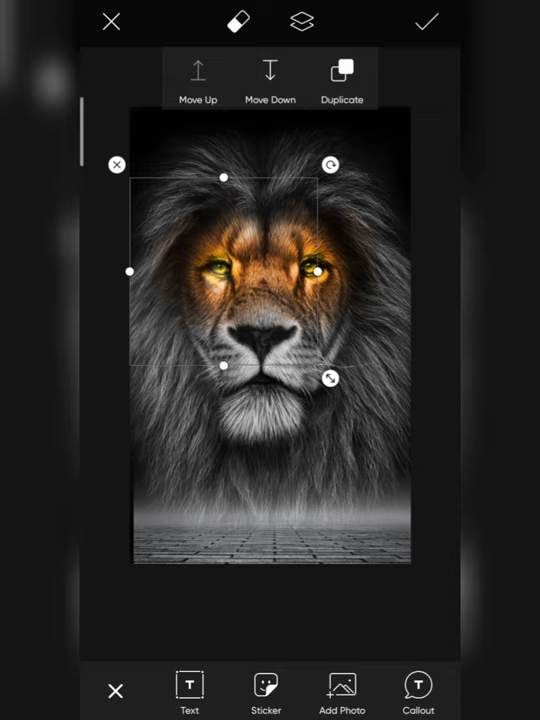 Move Up
Move Down
Duplicate
T
Text
Sticker
Add Photo
T
Callout